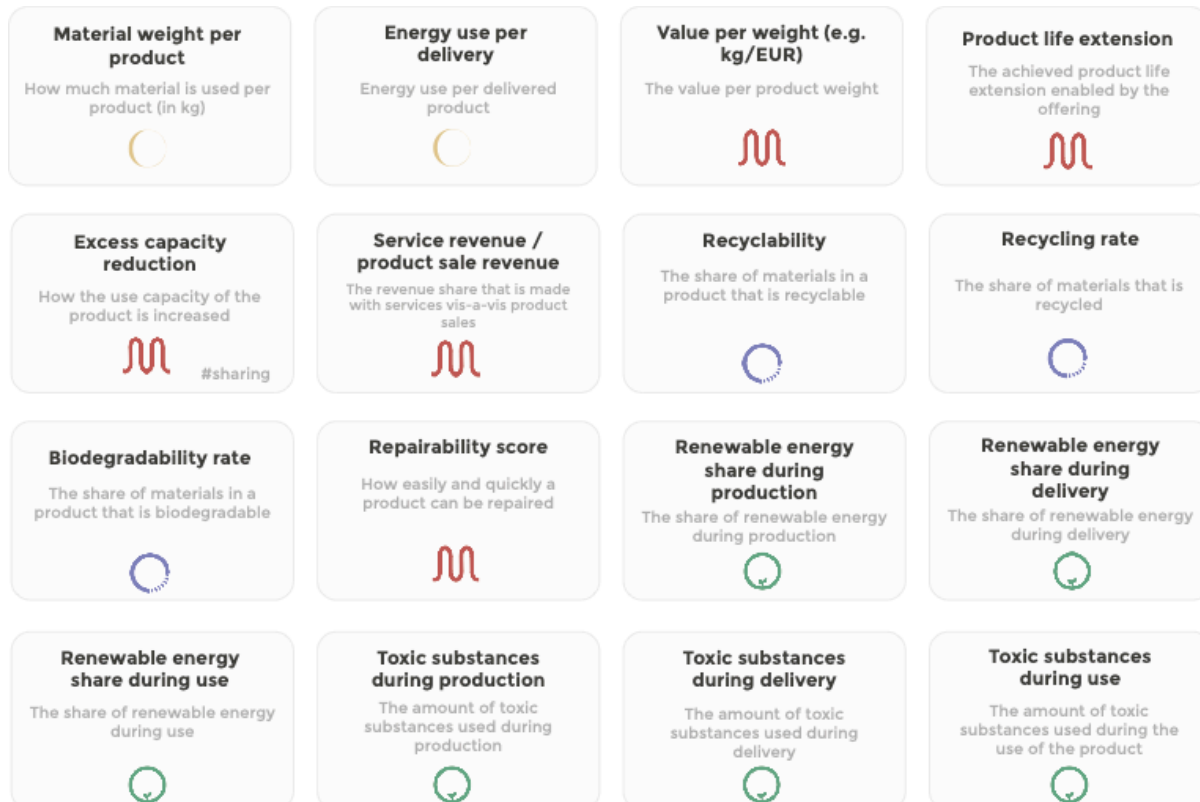 Material weight per
product
How much material is used per
product (in kg)
Energy use per
delivery
Energy use per delivered
product
Value per weight (e.g.
kg/EUR)
The value per product weight
Product life extension
The achieved product life
extension enabled by the
offering
Excess capacity
reduction
How the use capacity of the
product is increased
#sharing
Service revenue /
product sale revenue
The revenue share that is made
with services vis-a-vis product
sales
Recyclability
The share of materials in a
product that is recyclable
Recycling rate
The share of materials that is
recycled
Biodegradability rate
The share of materials in a
product that is biodegradable
Repairability score
How easily and quickly a
product can be repaired
Renewable energy
share during
production
The share of renewable energy
during production
Renewable energy
share during
delivery
The share of renewable energy
during delivery
Renewable energy
share during use
The share of renewable energy
during use
Toxic substances
during production
The amount of toxic
substances used during
production
Toxic substances
during delivery
The amount of toxic
substances used during
delivery
Toxic substances
during use
The amount of toxic
substances used during the
use of the product